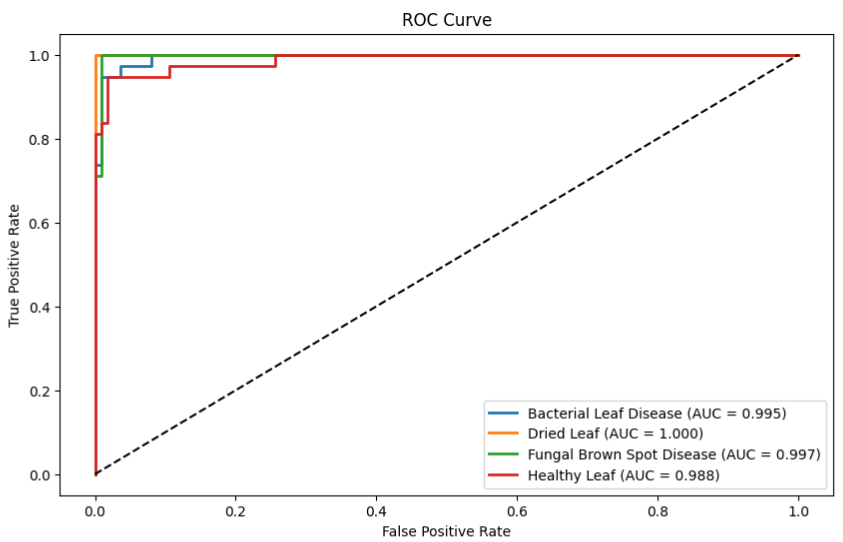 ROC Curve
1.0
0.8
0.6
0.4
0.2
0.0
True Positive Rate
Bacterial Leaf Disease (AUC = 0.995)
Dried Leaf (AUC = 1.000)
Fungal Brown Spot Disease (AUC = 0.997)
Healthy Leaf (AUC = 0.988)
0.0 0.2 0.4 0.6 0.8 1.0
False Positive Rate